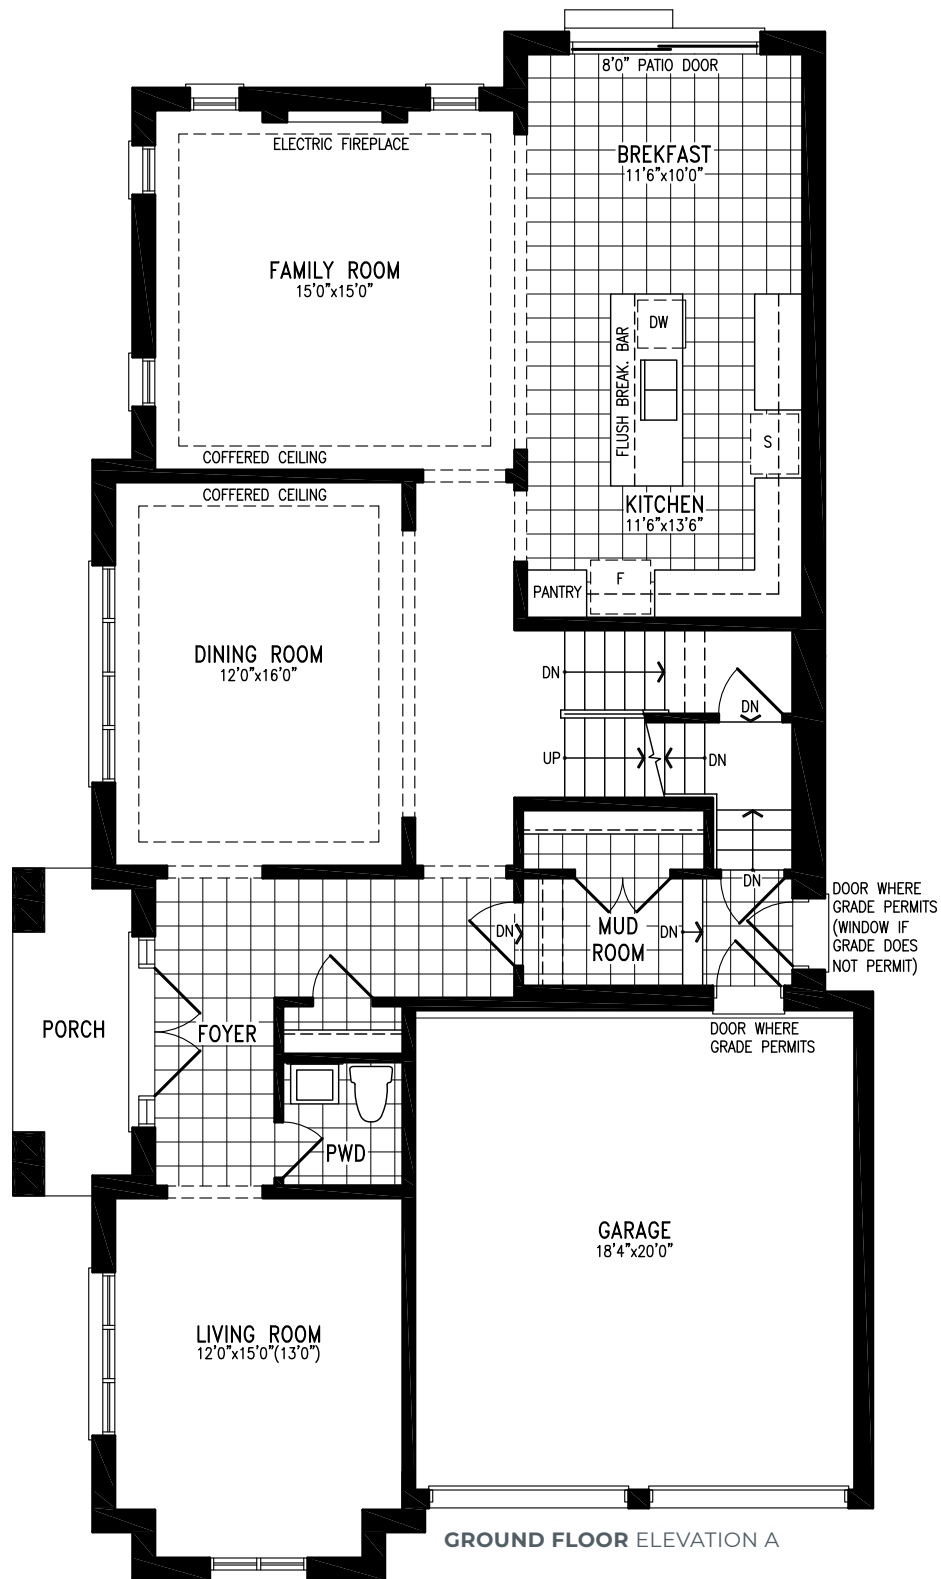 8'0" PATIO DOOR
ELECTRIC FIREPLACE
BREKFAST
11'6"x10'0"
FAMILY ROOM
15'0"x15'0"
DW
FLUSH BREAK. BAR
S
COFFERED CEILING
COFFERED CEILING
KITCHEN
11'6"x13'6"
F
PANTRY
DINING ROOM
12'0"x16'0"
DN
DN
UP
DN
DN
DOOR WHERE
GRADE PERMITS
(WINDOW IF
GRADE DOES
NOT PERMIT)
DN
MUD
ROOM
DN
PORCH
FOYER
DOOR WHERE
GRADE PERMITS
PWD
GARAGE
18'4"x20'0"
LIVING ROOM
12'0"x15'0"(13'0")
GROUND FLOOR ELEVATION A